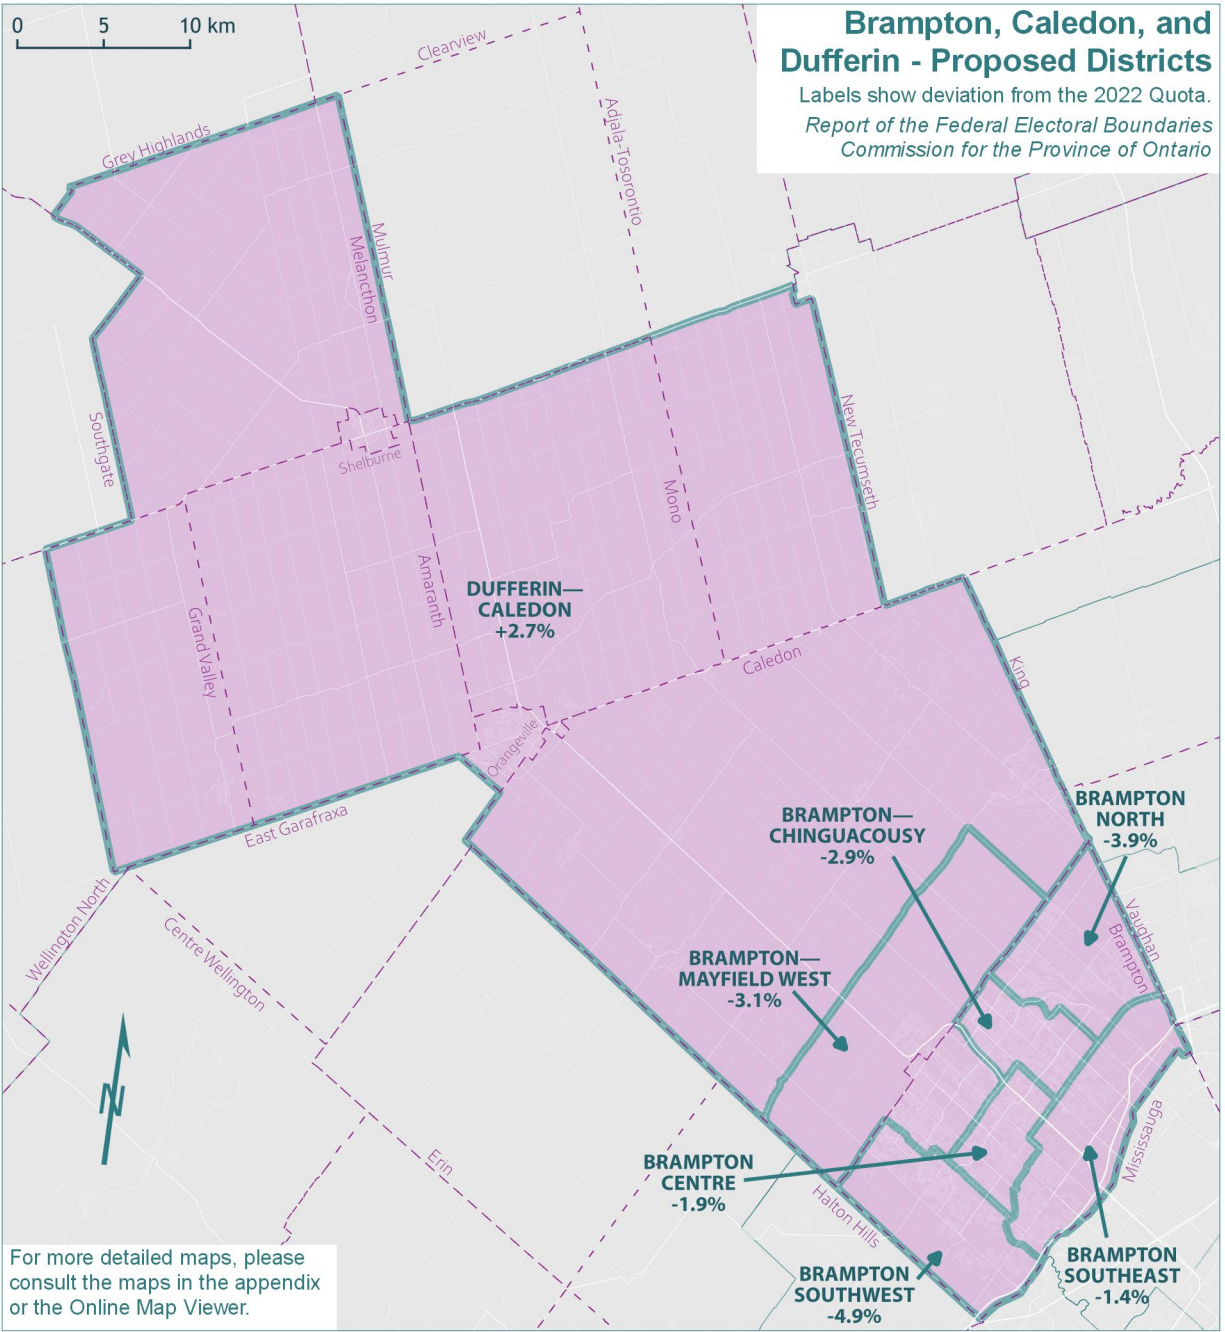 0 5 10 km
Brampton, Caledon, and
Dufferin - Proposed Districts
Labels show deviation from the 2022 Quota.
Report of the Federal Electoral Boundaries
Commission for the Province of Ontario
Clearview
Grey Highlands
Adjala-Tosorontio
Mulmur
Melancthon
Southgate
Shelburne
New Tecumseth
Mono
Amaranth
Grand Valley
DUFFERIN—
CALEDON
+2.7%
Caledon
King
Orangeville
East Garafraxa
BRAMPTON
NORTH
-3.9%
BRAMPTON—
CHINGUACOUSY
-2.9%
Wellington North
Centre Wellington
Vaughan
Brampton
BRAMPTON—
MAYFIELD WEST
-3.1%
N
Erin
Mississauga
BRAMPTON
CENTRE
-1.9%
Halton Hills
BRAMPTON
SOUTHEAST
-1.4%
BRAMPTON
SOUTHWEST
-4.9%
For more detailed maps, please
consult the maps in the appendix
or the Online Map Viewer.